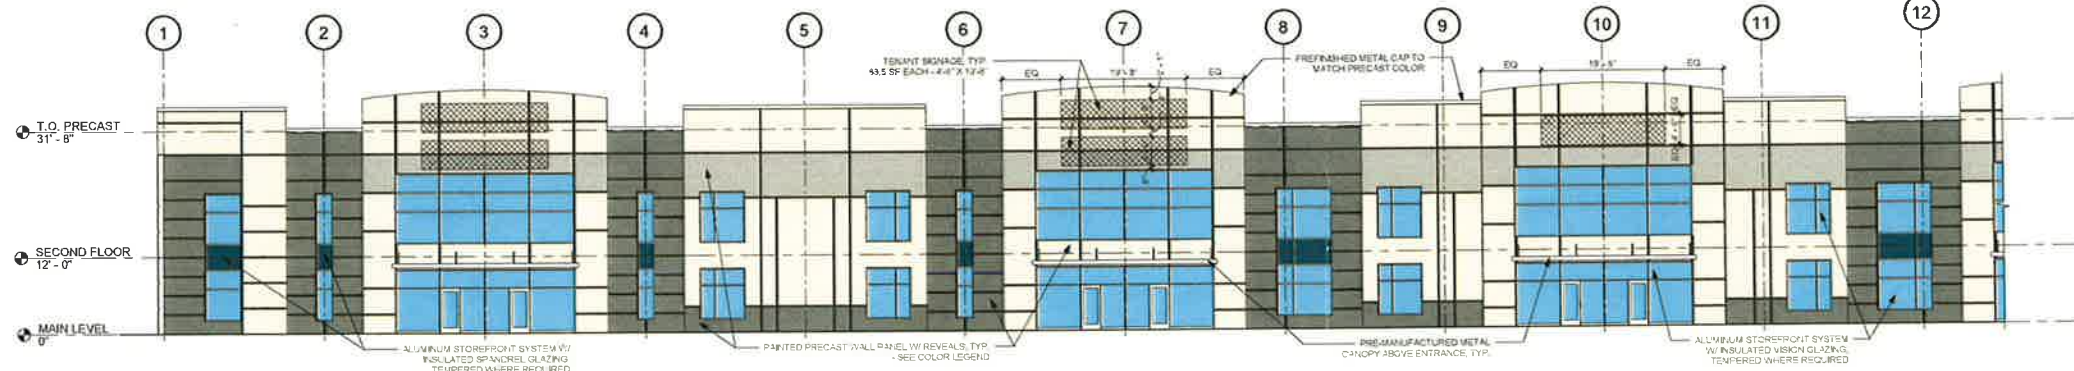 1 2 3 4 5 6 7 8 9 10 11 12
TENANT SIGNAGE, TYP.
63.5 SF EACH - 4'-8" X 13'-8"
PREFINISHED METAL CAP TO
MATCH PRECAST COLOR
EQ EQ EQ EQ
T.O. PRECAST
31' - 8"
SECOND FLOOR
12' - 0"
MAIN LEVEL
0"
ALUMINUM STOREFRONT SYSTEM W/
INSULATED SPANDREL GLAZING
TEMPERED WHERE REQUIRED
PAINTED PRECAST WALL PANEL W/ REVEALS, TYP.
- SEE COLOR LEGEND
PRE-MANUFACTURED METAL
CANOPY ABOVE ENTRANCE, TYP.
ALUMINUM STOREFRONT SYSTEM
W/ INSULATED VISION GLAZING,
TEMPERED WHERE REQUIRED